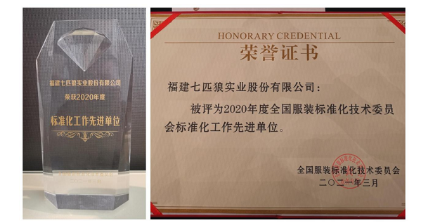 福建七匹狼实业股份有限公司
荣获2020年度
标准化工作先进单位
HONORARY CREDENTIAL
荣誉证书
福建七匹狼实业股份有限公司：
被评为2020年度全国服装标准化技术委员
会标准化工作先进单位。
全国服装标准化技术委员会
二〇二一年三月